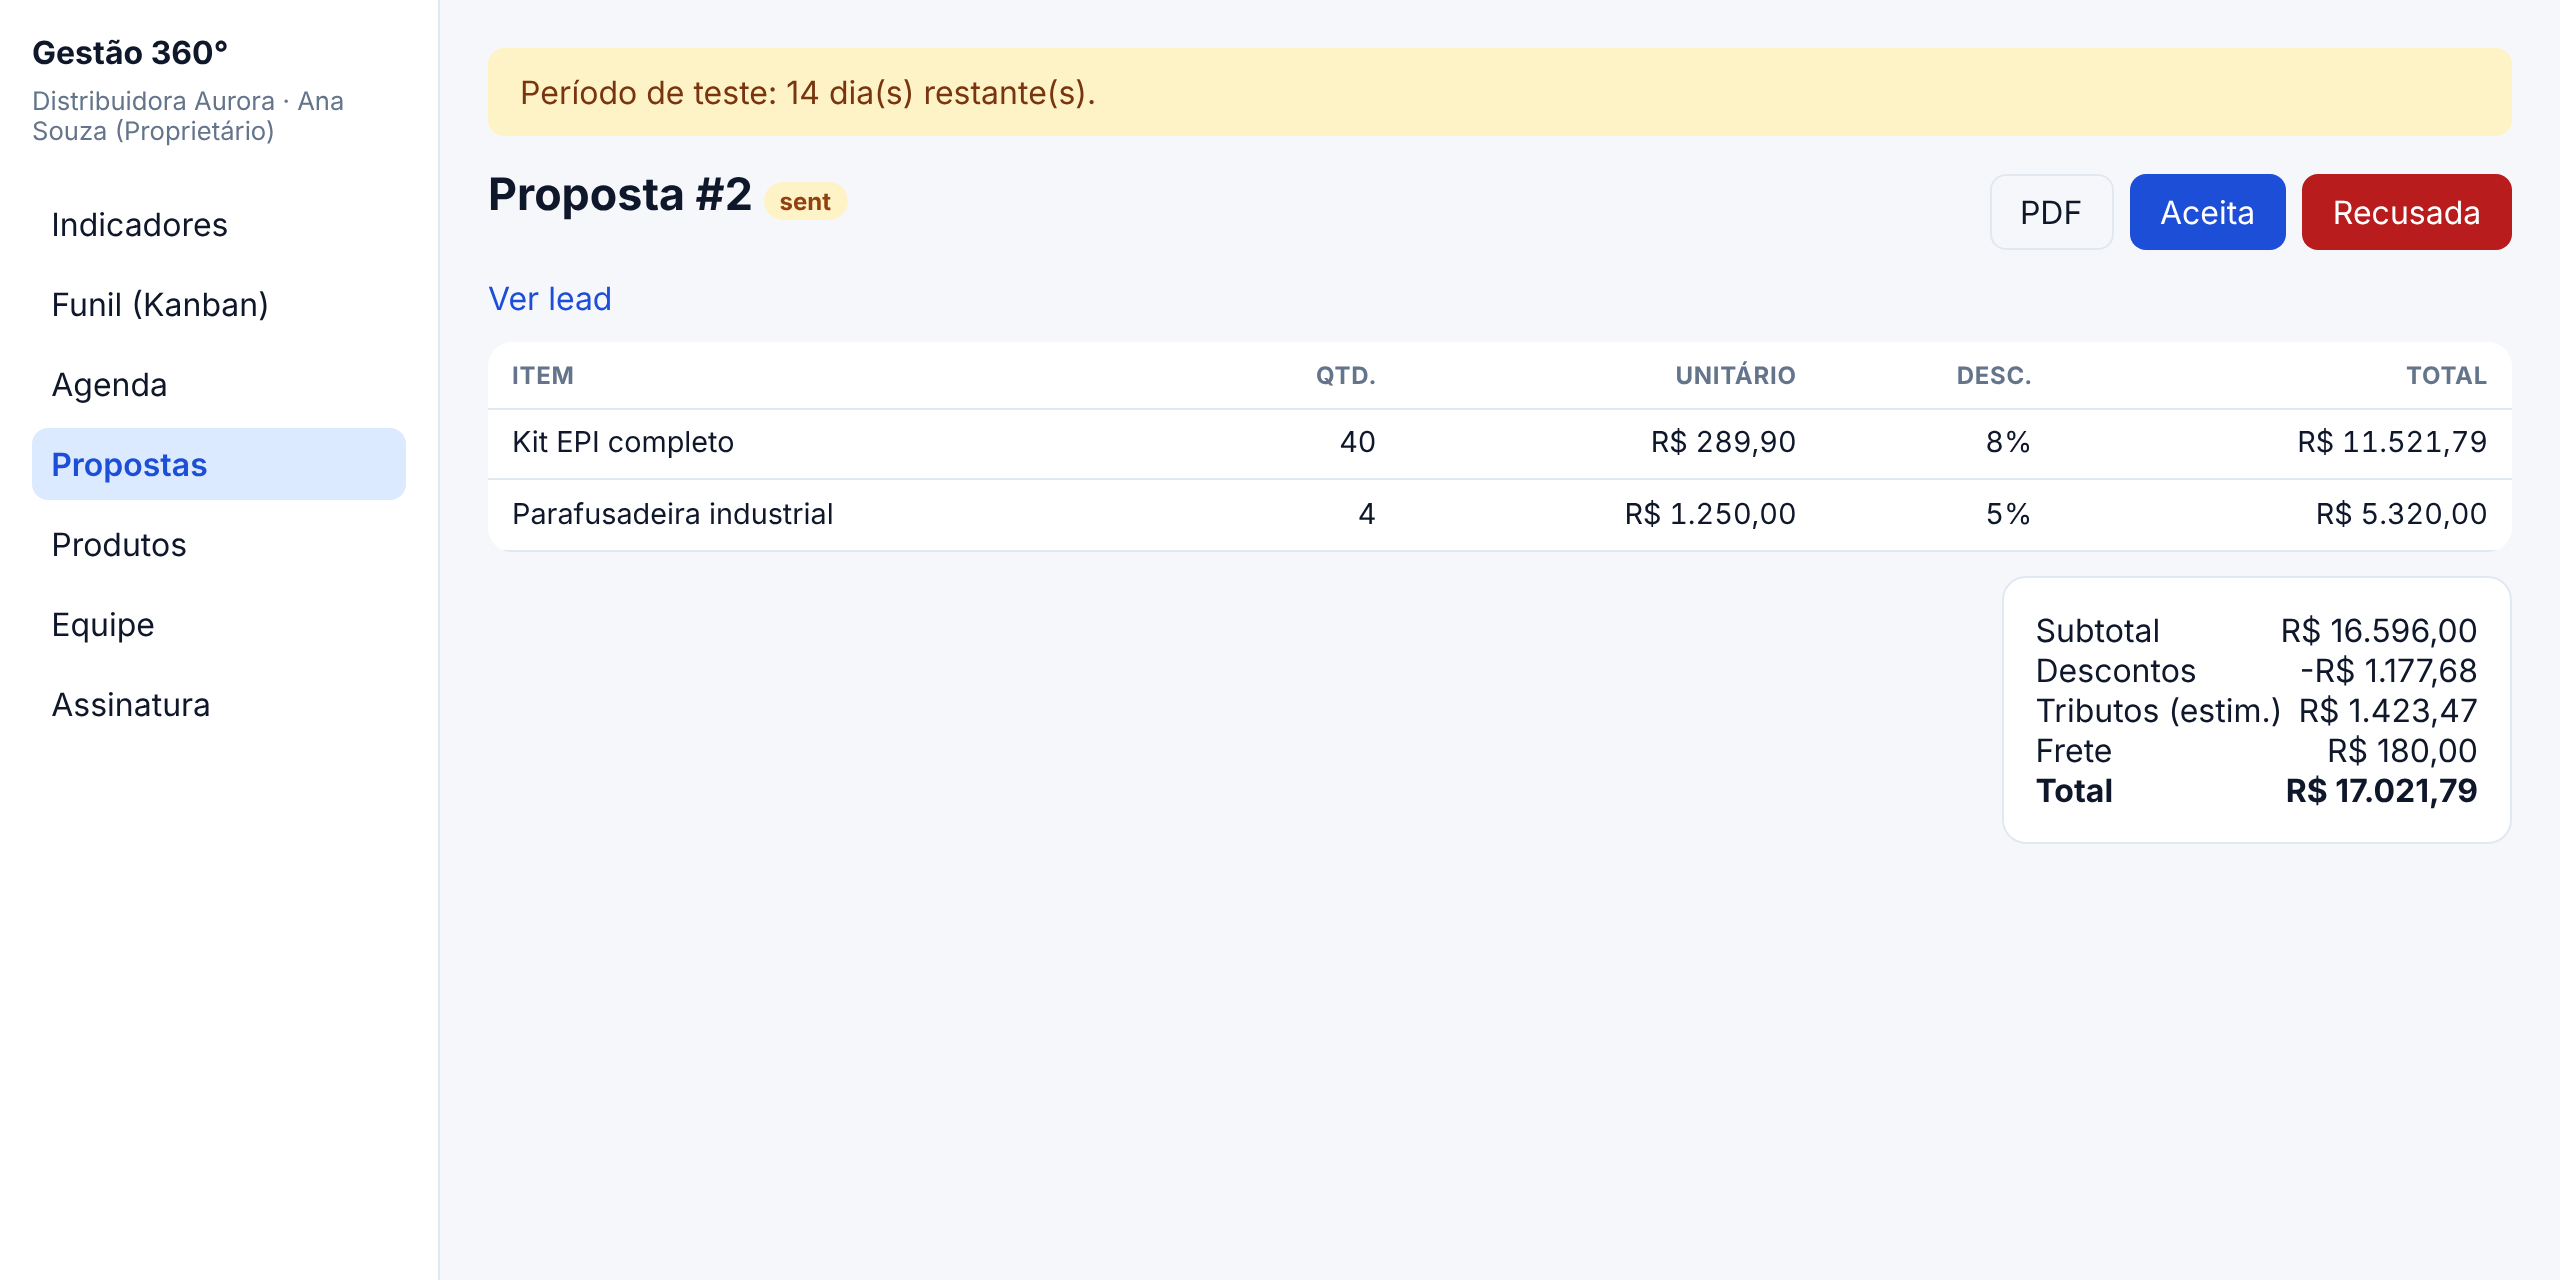 Gestão 360°
Distribuidora Aurora · Ana
Souza (Proprietário)
Indicadores
Funil (Kanban)
Agenda
Propostas
Produtos
Equipe
Assinatura
Período de teste: 14 dia(s) restante(s).
Proposta #2 sent
PDF Aceita Recusada
Ver lead
ITEM QTD. UNITÁRIO DESC. TOTAL
Kit EPI completo 40 R$ 289,90 8% R$ 11.521,79
Parafusadeira industrial 4 R$ 1.250,00 5% R$ 5.320,00
Subtotal R$ 16.596,00
Descontos -R$ 1.177,68
Tributos (estim.) R$ 1.423,47
Frete R$ 180,00
Total R$ 17.021,79